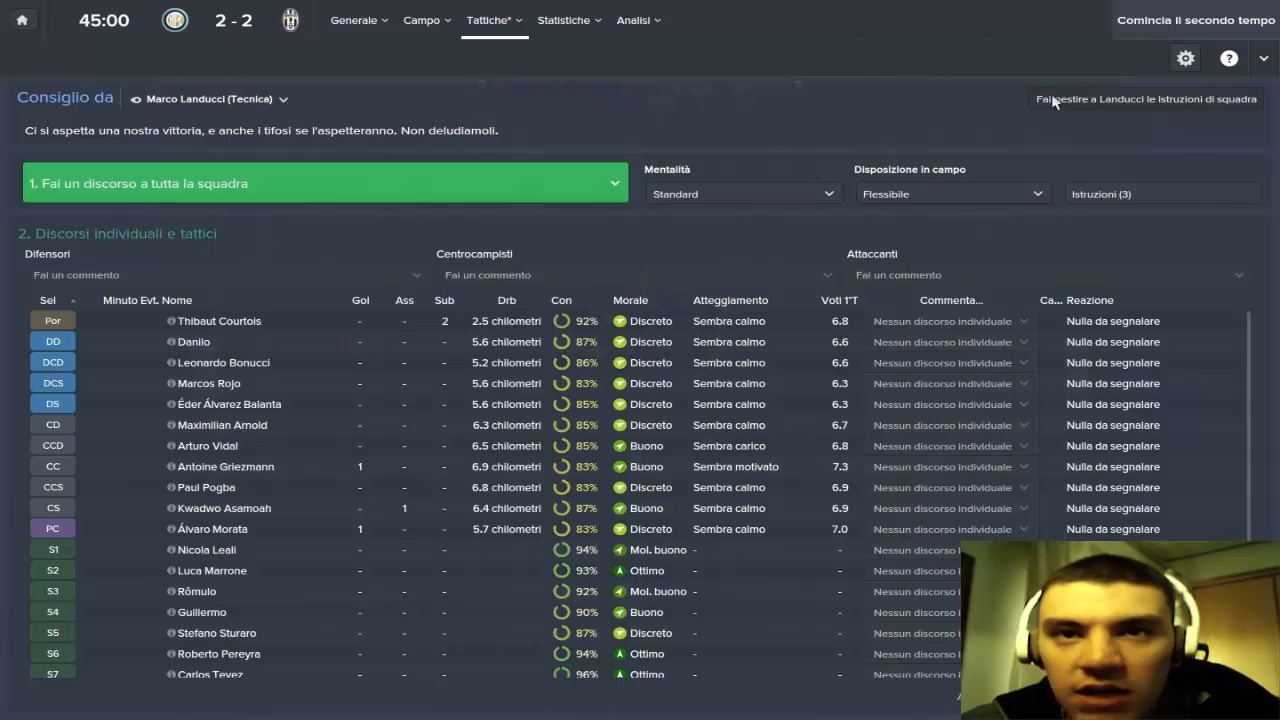 45:00 2 - 2 Generale Campo Tattiche* Statistiche Analisi Comincia il secondo tempo
Consiglio da Marco Landucci (Tecnica) Fai gestire a Landucci le istruzioni di squadra
Ci si aspetta una nostra vittoria, e anche i tifosi se l'aspetteranno. Non deludiamoli.
Mentalità Disposizione in campo
1. Fai un discorso a tutta la squadra Standard Flessibile Istruzioni (3)
2. Discorsi individuali e tattici
Difensori Centrocampisti Attaccanti
Fai un commento Fai un commento Fai un commento
Sel Minuto Evt. Nome Gol Ass Sub Drb Con Morale Atteggiamento Voti 1°T Commenta... Ca... Reazione
Por Thibaut Courtois - - 2 2.5 chilometri 92% Discreto Sembra calmo 6.8 Nessun discorso individuale Nulla da segnalare
DD Danilo - - - 5.6 chilometri 87% Discreto Sembra calmo 6.6 Nessun discorso individuale Nulla da segnalare
DCD Leonardo Bonucci - - - 5.2 chilometri 86% Discreto Sembra calmo 6.6 Nessun discorso individuale Nulla da segnalare
DCS Marcos Rojo - - - 5.6 chilometri 83% Discreto Sembra calmo 6.3 Nessun discorso individuale Nulla da segnalare
DS Éder Álvarez Balanta - - - 5.6 chilometri 85% Discreto Sembra calmo 6.3 Nessun discorso individuale Nulla da segnalare
CD Maximilian Arnold - - - 6.3 chilometri 85% Discreto Sembra calmo 6.7 Nessun discorso individuale Nulla da segnalare
CCD Arturo Vidal - - - 6.5 chilometri 85% Buono Sembra carico 6.8 Nessun discorso individuale Nulla da segnalare
CC Antoine Griezmann 1 - - 6.9 chilometri 83% Buono Sembra motivato 7.3 Nessun discorso individuale Nulla da segnalare
CCS Paul Pogba - - - 6.8 chilometri 83% Discreto Sembra calmo 6.9 Nessun discorso individuale Nulla da segnalare
CS Kwadwo Asamoah - 1 - 6.4 chilometri 87% Buono Sembra calmo 6.9 Nessun discorso individuale Nulla da segnalare
PC Álvaro Morata 1 - - 5.7 chilometri 83% Discreto Sembra calmo 7.0 Nessun discorso individuale Nulla da segnalare
S1 Nicola Leali - - - 94% Mol. buono - - Nessun discorso i
S2 Luca Marrone - - - 93% Ottimo - - Nessun discorso i
S3 Rômulo - - - 92% Mol. buono - - Nessun discorso i
S4 Guillermo - - - 90% Buono - - Nessun discorso i
S5 Stefano Sturaro - - - 87% Discreto - - Nessun discorso i
S6 Roberto Pereyra - - - 94% Ottimo - - Nessun discorso i
S7 Carlos Tevez - - - 96% Ottimo - - Nessun discorso i